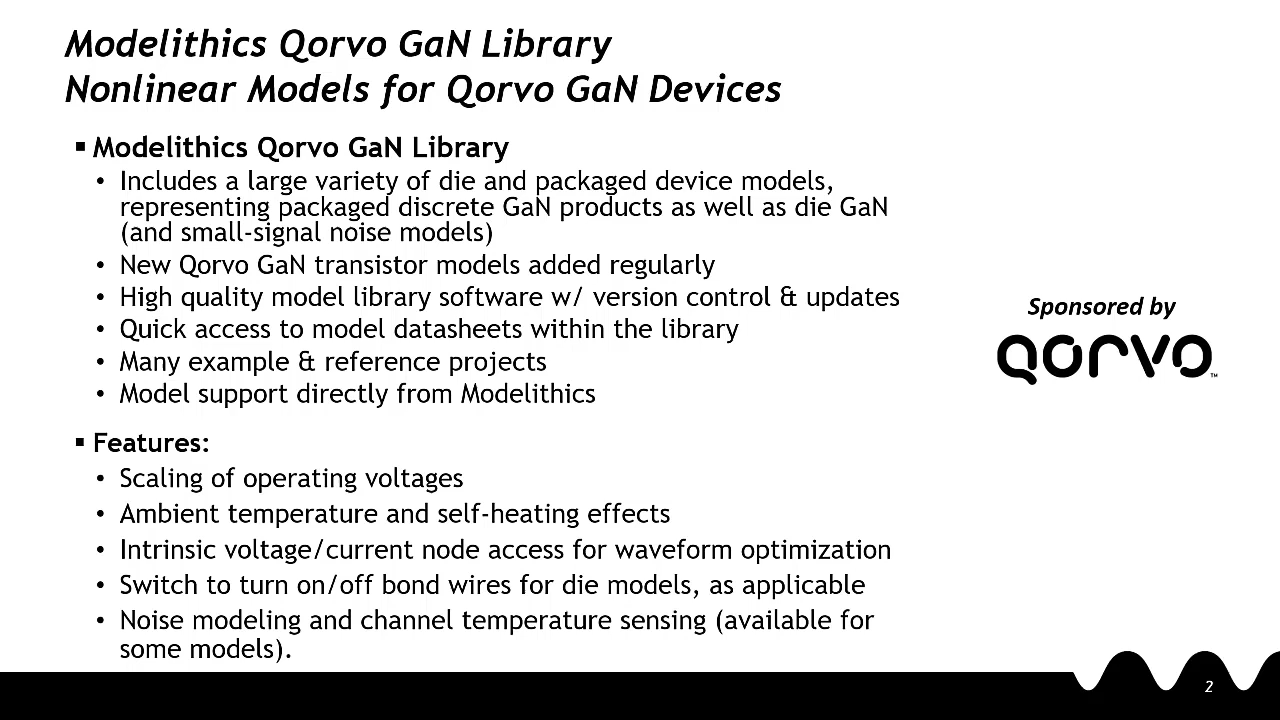 Modelithics Qorvo GaN Library
Nonlinear Models for Qorvo GaN Devices
▪ Modelithics Qorvo GaN Library
• Includes a large variety of die and packaged device models,
representing packaged discrete GaN products as well as die GaN
(and small-signal noise models)
• New Qorvo GaN transistor models added regularly
• High quality model library software w/ version control & updates
• Quick access to model datasheets within the library
• Many example & reference projects
• Model support directly from Modelithics
Sponsored by
QORVO™
▪ Features:
• Scaling of operating voltages
• Ambient temperature and self-heating effects
• Intrinsic voltage/current node access for waveform optimization
• Switch to turn on/off bond wires for die models, as applicable
• Noise modeling and channel temperature sensing (available for
some models).
2